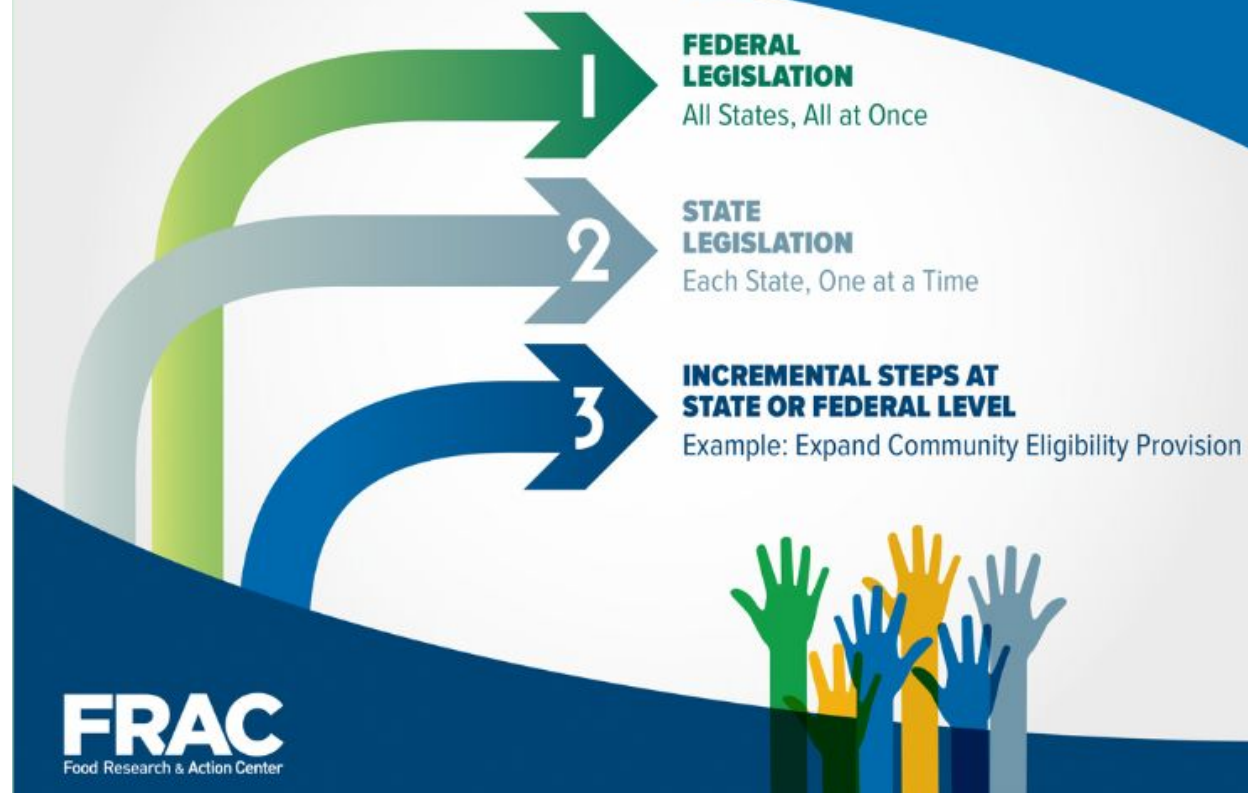 1
FEDERAL
LEGISLATION
All States, All at Once
2
STATE
LEGISLATION
Each State, One at a Time
3
INCREMENTAL STEPS AT
STATE OR FEDERAL LEVEL
Example: Expand Community Eligibility Provision
FRAC
Food Research & Action Center